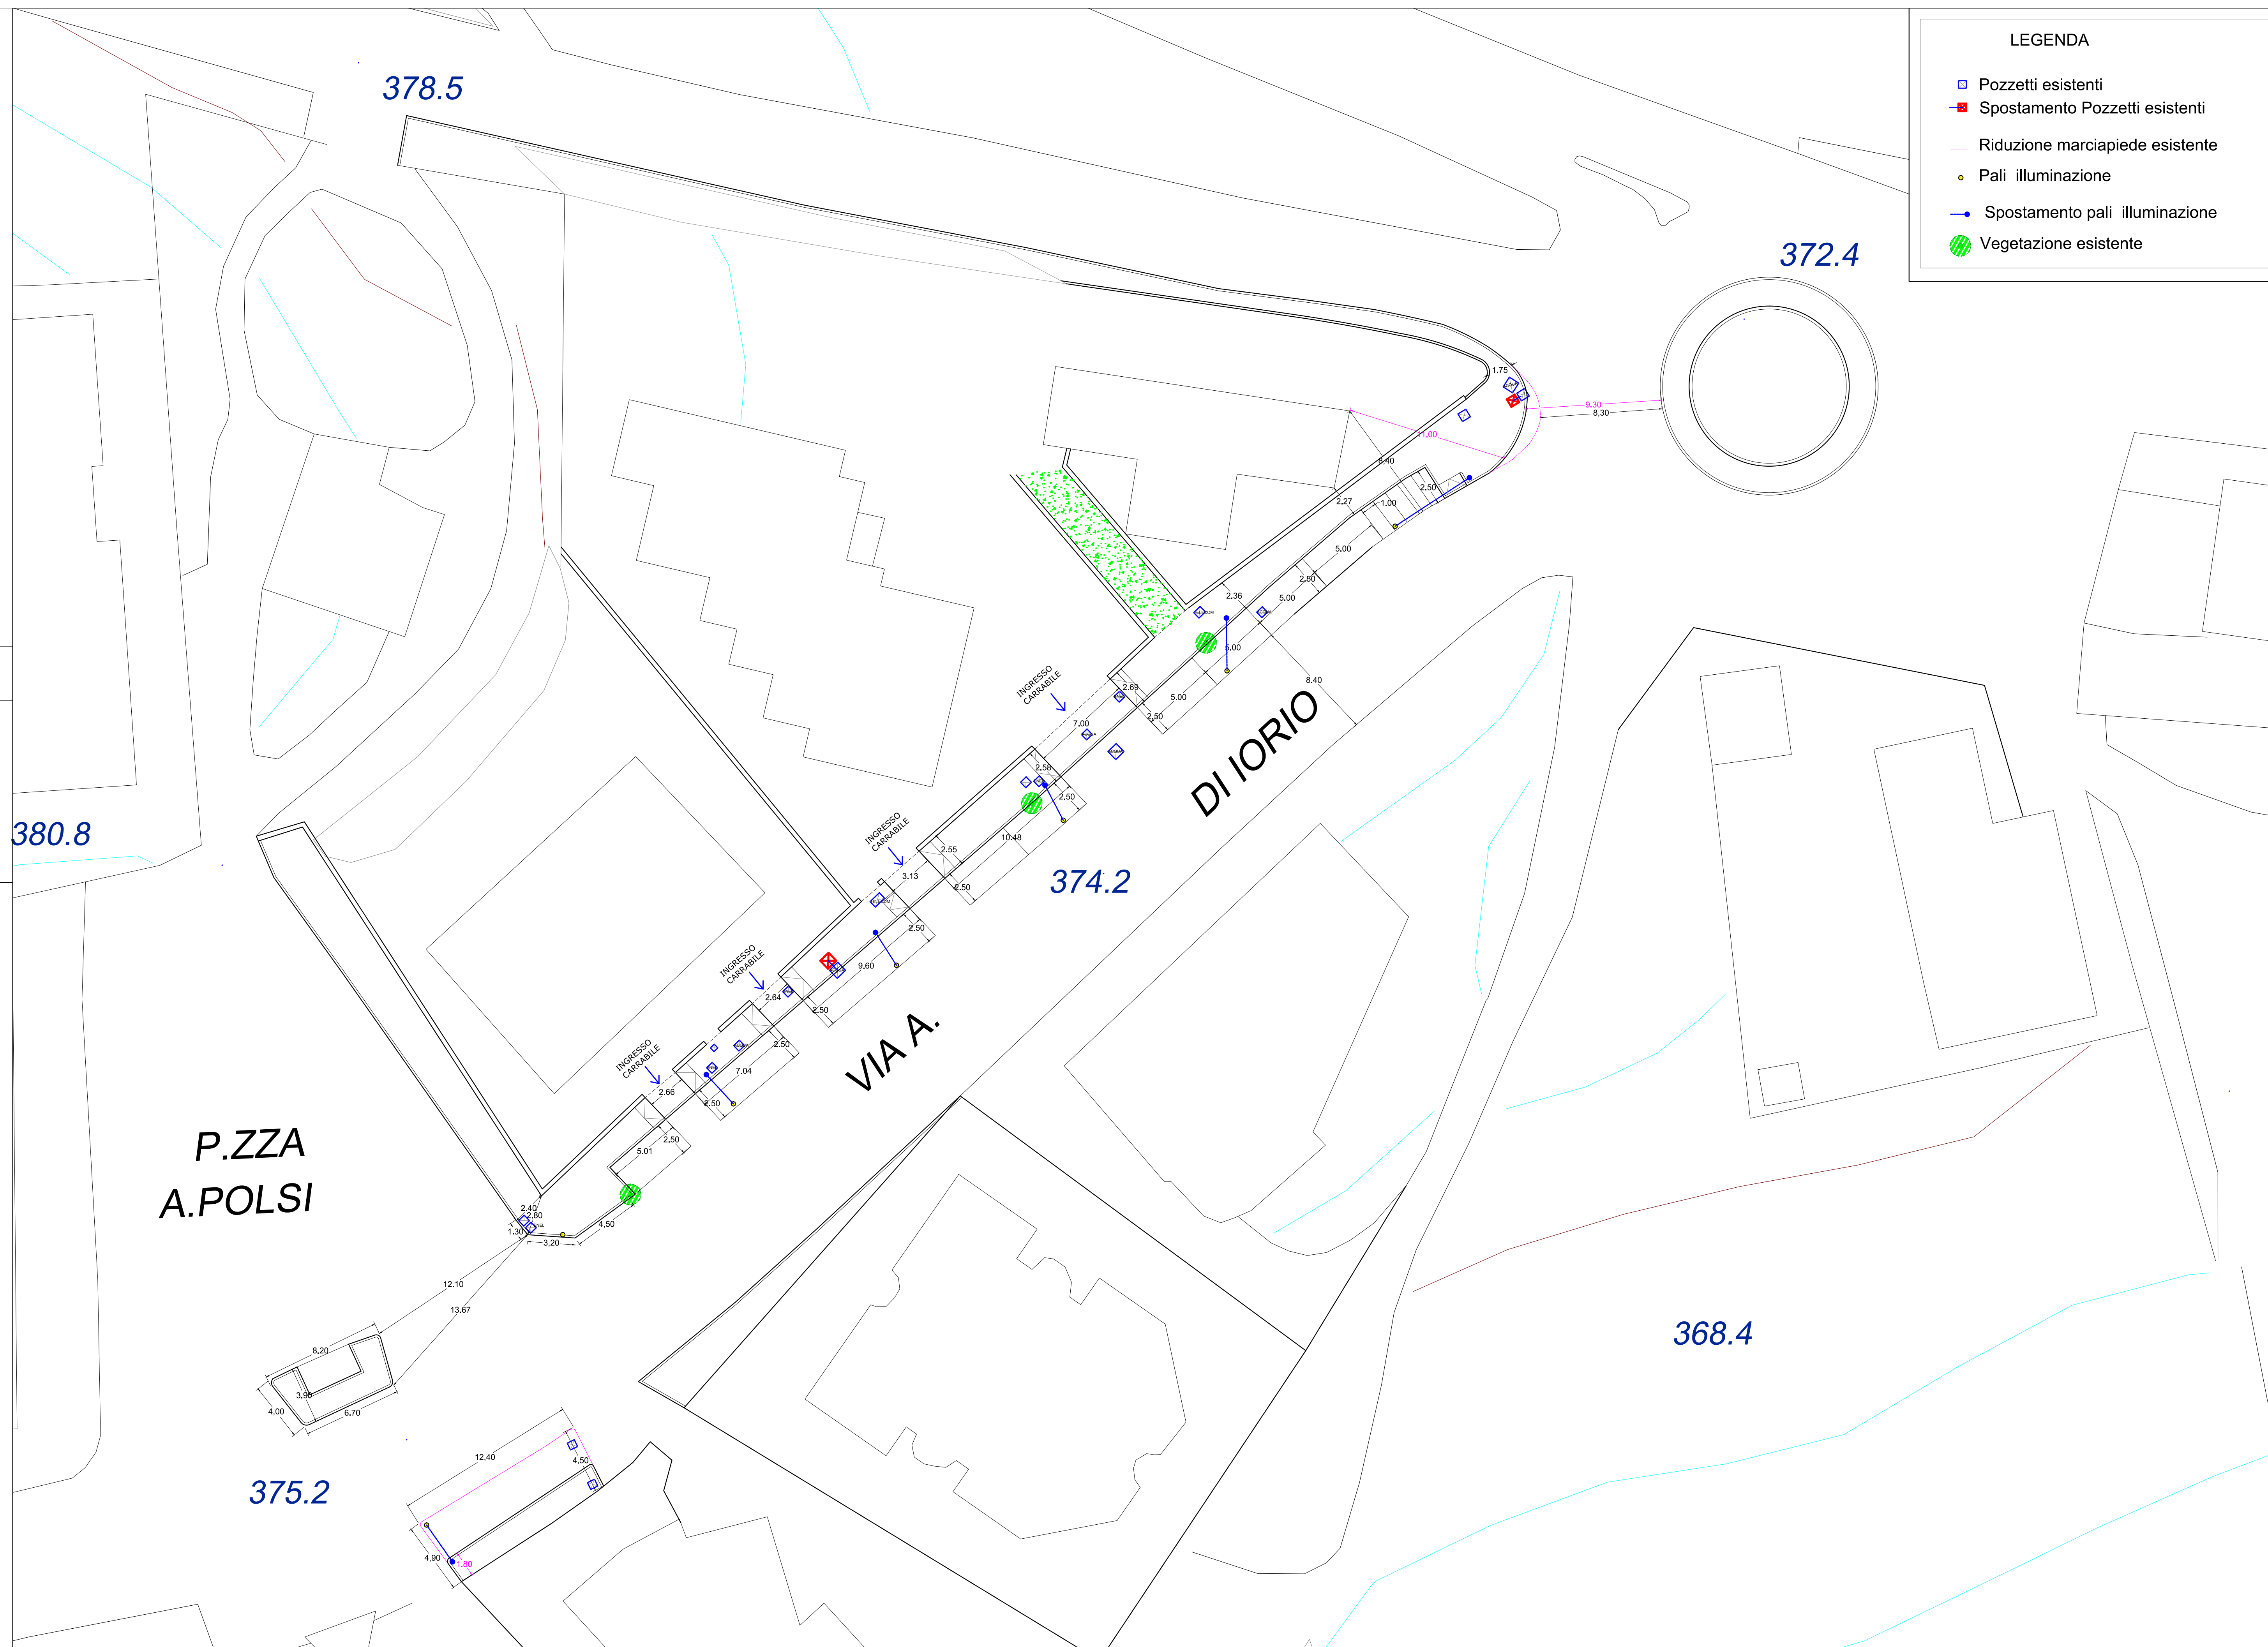 LEGENDA
Pozzetti esistenti
Spostamento Pozzetti esistenti
Riduzione marciapiede esistente
Pali illuminazione
Spostamento pali illuminazione
Vegetazione esistente
378.5
372.4
1.75
9.30
8,30
11,00
8.40
2.50
1.00
2.27
5.00
2.50
5.00
2.36
5.00
8.40
INGRESSO
CARRABILE
2.69
5.00
2.50
7.00
DI IORIO
2.58
2.50
10.48
INGRESSO
CARRABILE
2.55
380.8
3.13
2.50
374.2
2.50
9.60
INGRESSO
CARRABILE
2.64
2.50
VIA A.
2.50
INGRESSO
CARRABILE
7.04
2.66
2.50
2.50
5.01
P.ZZA
A.POLSI
2.40
2.80
ENEL
1.30
4,50
3,20
12.10
13.67
368.4
8.20
3.90
4,00
6.70
12,40
4,50
375.2
4,90
1.80